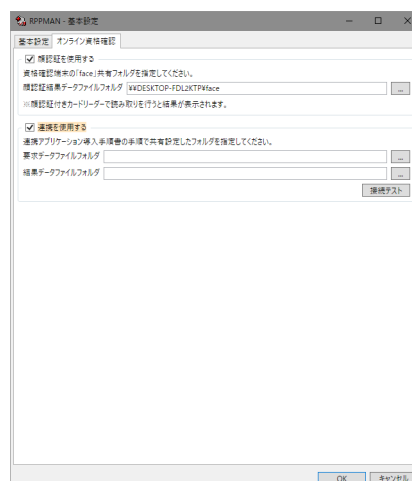 RPPMAN - 基本設定
基本設定 オンライン資格確認
顔認証を使用する
資格確認端末の「face」共有フォルダを指定してください。
顔認証結果データファイルフォルダ ¥¥DESKTOP-FDL2KTP¥face ...
※顔認証付きカードリーダーで読み取りを行うと結果が表示されます。
連携を使用する
連携アプリケーション導入手順書の手順で共有設定したフォルダを指定してください。
要求データファイルフォルダ ...
結果データファイルフォルダ ...
接続テスト
OK キャンセル